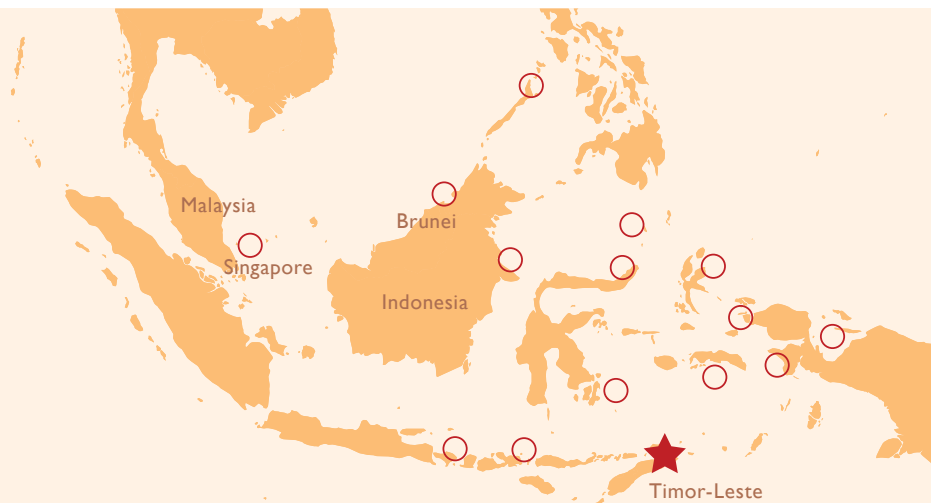 Malaysia
Brunei
Singapore
Indonesia
Timor-Leste